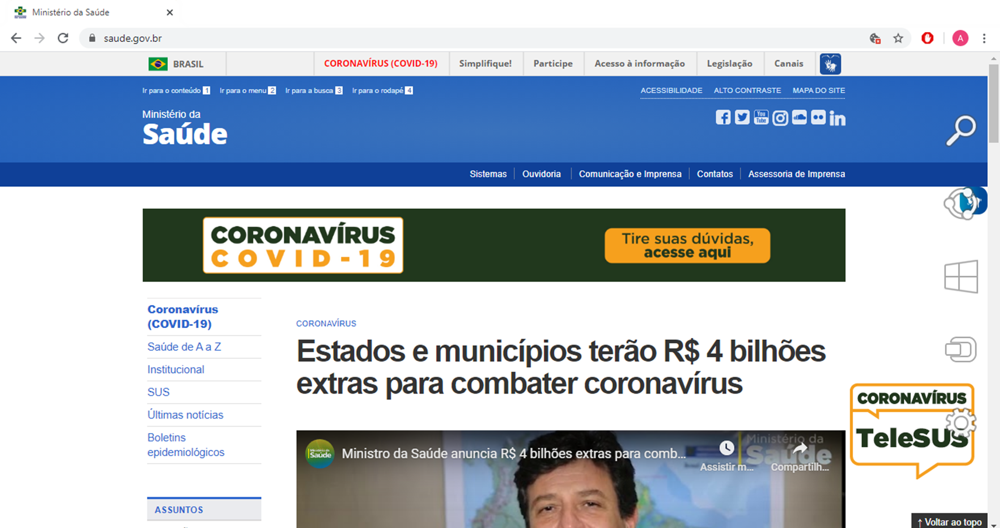 Ministério da Saúde
saude.gov.br
A
BRASIL
CORONAVÍRUS (COVID-19)
Simplifique!
Participe
Acesso à informação
Legislação
Canais
Ir para o conteúdo 1
Ir para o menu 2
Ir para a busca 3
Ir para o rodapé 4
ACESSIBILIDADE
ALTO CONTRASTE
MAPA DO SITE
Ministério da
Saúde
You
Tube
in
Sistemas
Ouvidoria
Comunicação e Imprensa
Contatos
Assessoria de Imprensa
CORONAVÍRUS
COVID-19
Tire suas dúvidas,
acesse aqui
Coronavírus
(COVID-19)
Saúde de A a Z
Institucional
SUS
Últimas notícias
Boletins
epidemiológicos
ASSUNTOS
CORONAVÍRUS
Estados e municípios terão R$ 4 bilhões
extras para combater coronavírus
Ministério da
Saúde
Ministro da Saúde anuncia R$ 4 bilhões extras para comb...
Assistir m...
Compartilh...
Ministério da
Saúde
CORONAVÍRUS
TeleSUS
↑ Voltar ao topo